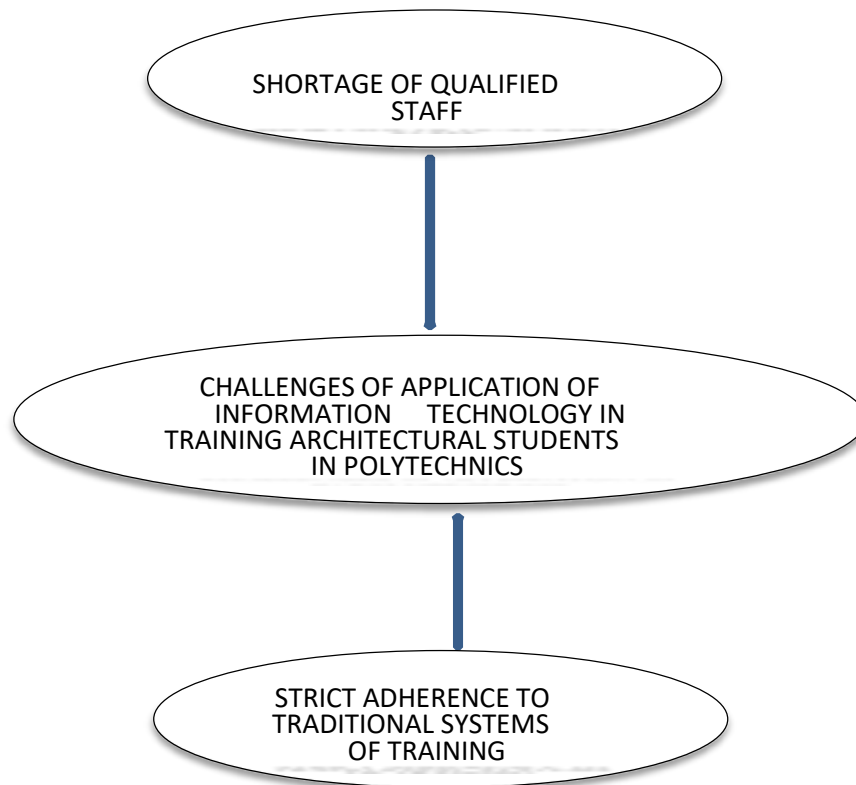 SHORTAGE OF QUALIFIED
STAFF
CHALLENGES OF APPLICATION OF
INFORMATION TECHNOLOGY IN
TRAINING ARCHITECTURAL STUDENTS
IN POLYTECHNICS
STRICT ADHERENCE TO
TRADITIONAL SYSTEMS
OF TRAINING